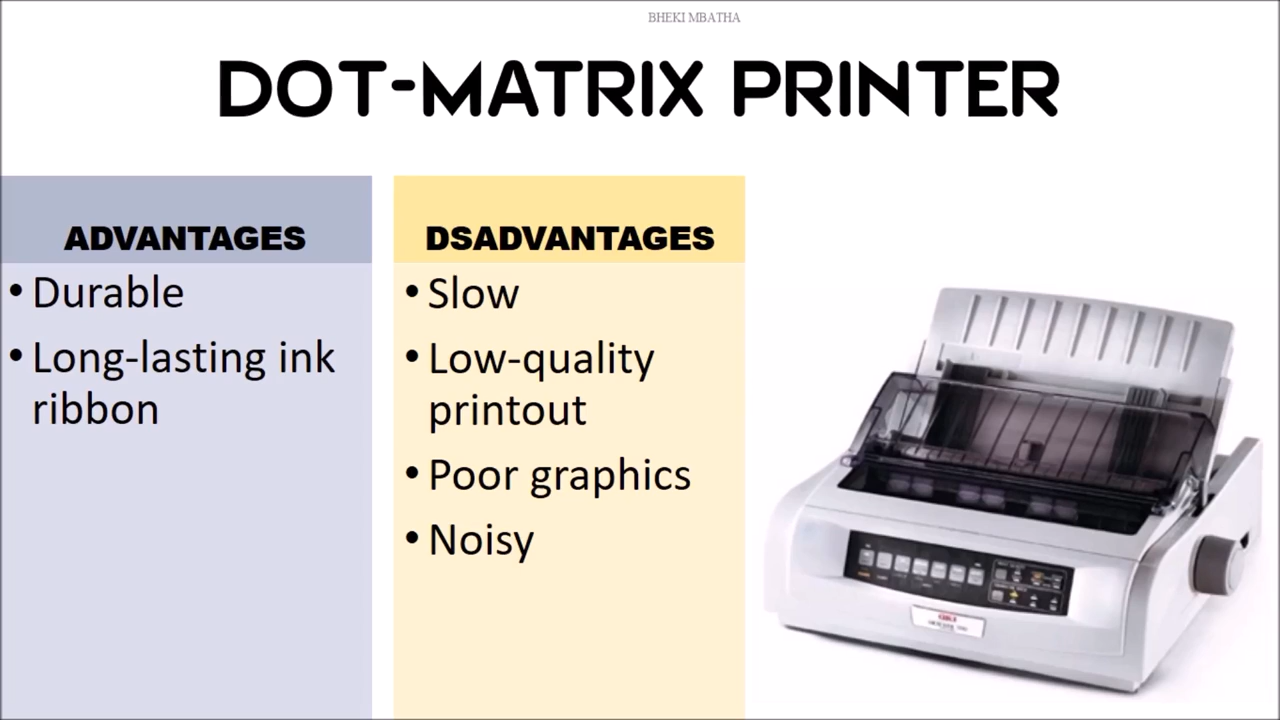 BHEKI MBATHA
DOT-MATRIX PRINTER
ADVANTAGES
• Durable
• Long-lasting ink
ribbon
DSADVANTAGES
• Slow
• Low-quality
printout
• Poor graphics
• Noisy
OKI